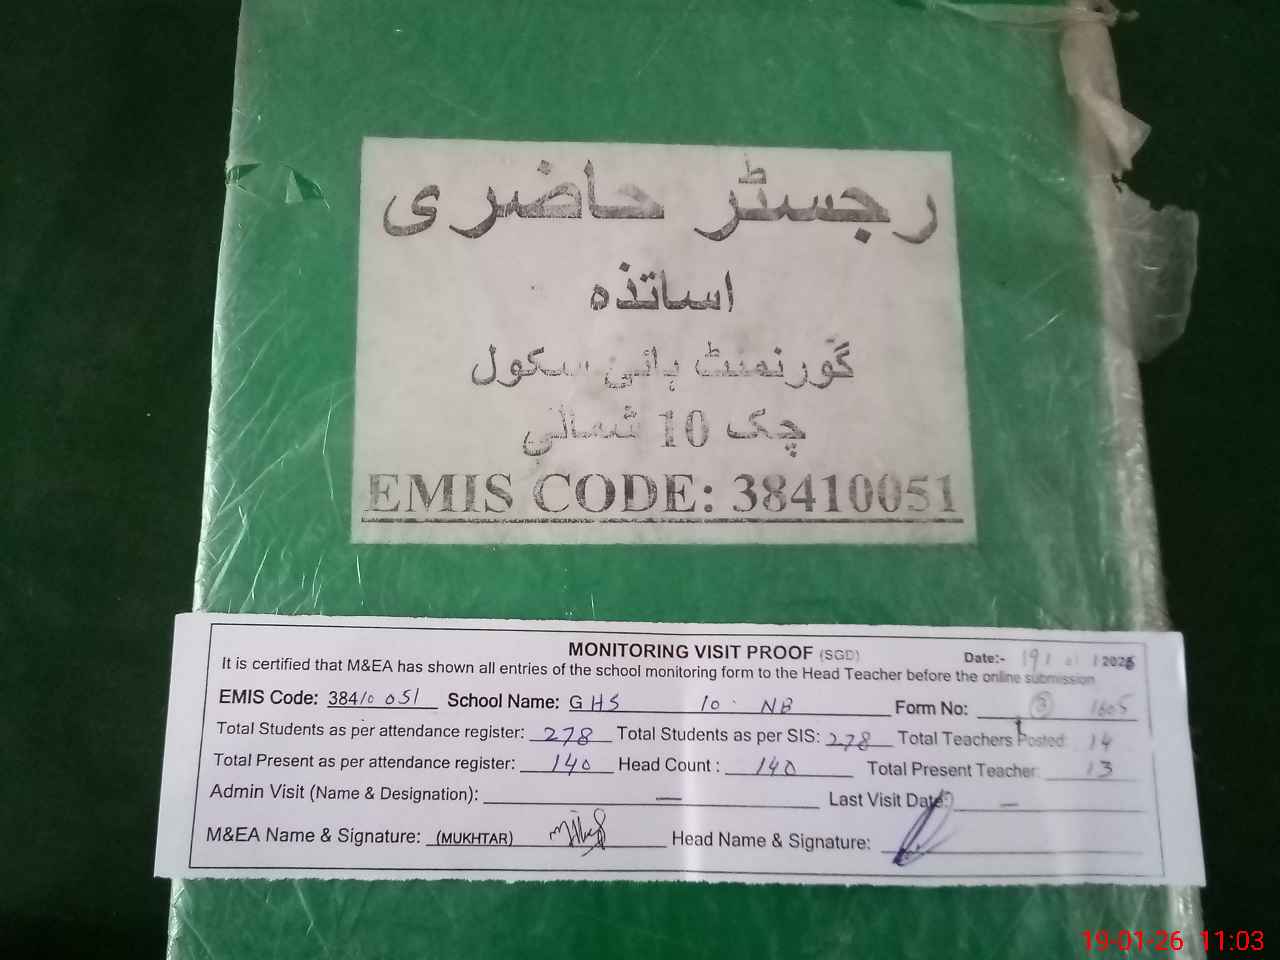 رجسٹر حاضری
اساتذہ
گورنمنٹ ہائی سکول
چک 10 شمالی
EMIS CODE: 38410051
MONITORING VISIT PROOF (SGD)
Date:- 19/01/2026
It is certified that M&EA has shown all entries of the school monitoring form to the Head Teacher before the online submission
EMIS Code: 38410051 School Name: GHS 10 NB Form No: 3 1605
Total Students as per attendance register: 278 Total Students as per SIS: 278 Total Teachers Posted: 14
Total Present as per attendance register: 140 Head Count : 140 Total Present Teacher: 13
Admin Visit (Name & Designation): — Last Visit Date: —
M&EA Name & Signature: (MUKHTAR) Head Name & Signature:
19-01-26 11:03